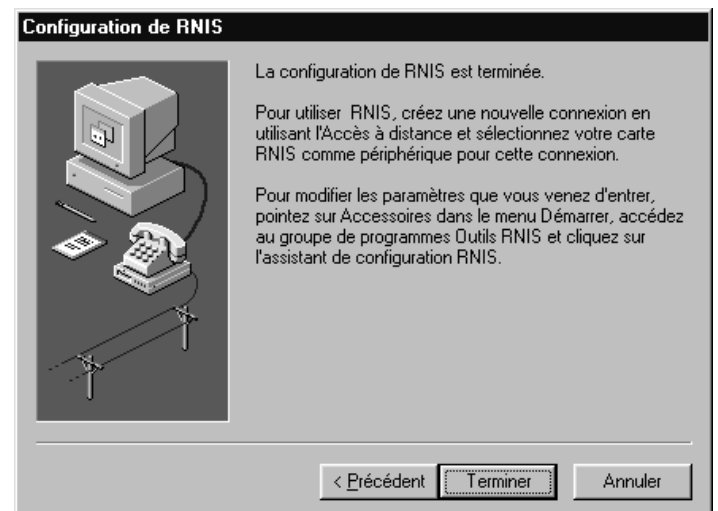 Configuration de RNIS
La configuration de RNIS est terminée.
Pour utiliser RNIS, créez une nouvelle connexion en
utilisant l'Accès à distance et sélectionnez votre carte
RNIS comme périphérique pour cette connexion.
Pour modifier les paramètres que vous venez d'entrer,
pointez sur Accessoires dans le menu Démarrer, accédez
au groupe de programmes Outils RNIS et cliquez sur
l'assistant de configuration RNIS.
< Précédent
Terminer
Annuler